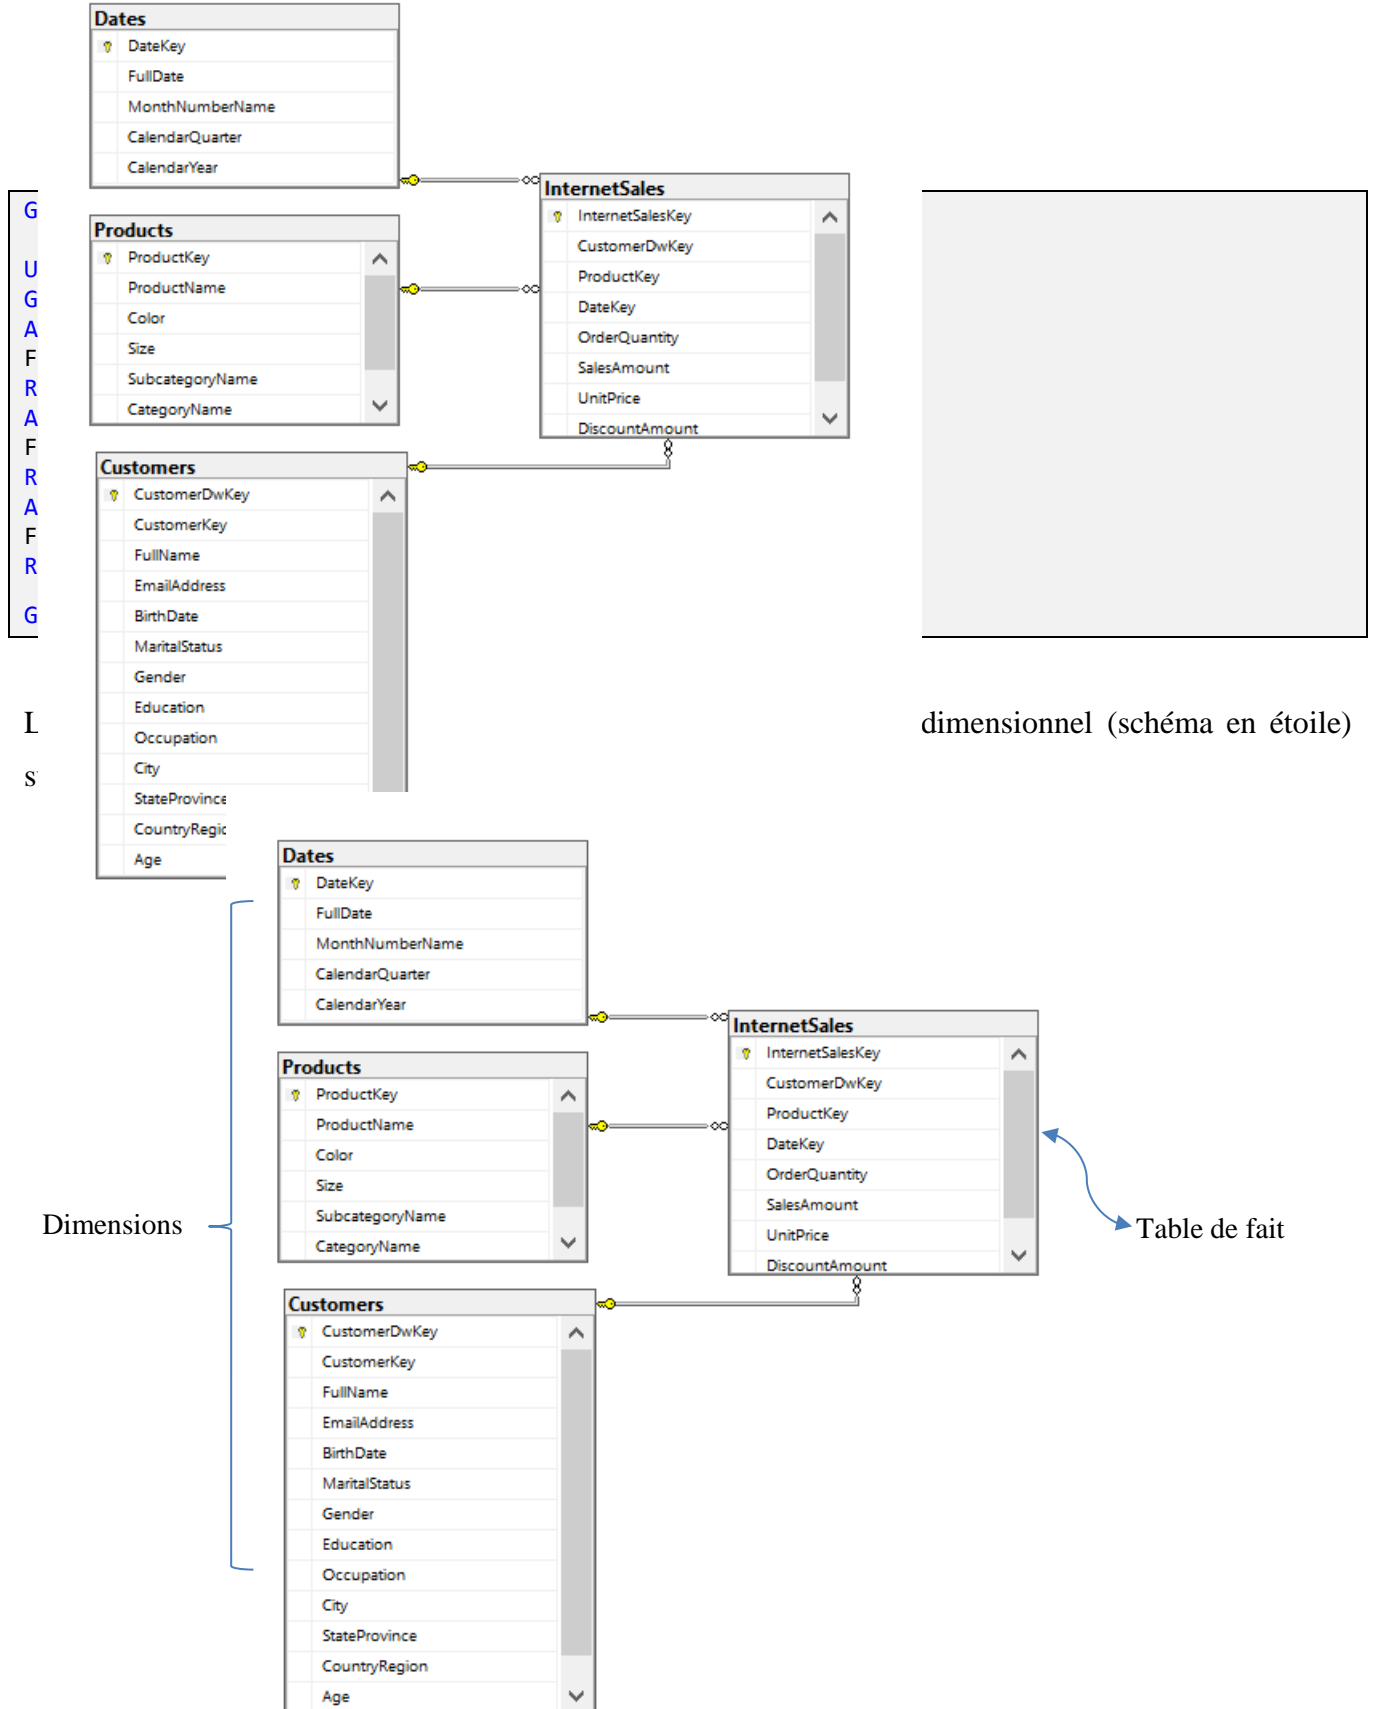 Dates
DateKey
FullDate
MonthNumberName
CalendarQuarter
CalendarYear
InternetSales
InternetSalesKey
CustomerDwKey
ProductKey
DateKey
OrderQuantity
SalesAmount
UnitPrice
DiscountAmount
Products
ProductKey
ProductName
Color
Size
SubcategoryName
CategoryName
Customers
CustomerDwKey
CustomerKey
FullName
EmailAddress
BirthDate
MaritalStatus
Gender
Education
Occupation
City
StateProvince
Age
G
U
G
A
F
R
A
F
R
A
F
R
G
L dimensionnel (schéma en étoile)
Dates
DateKey
FullDate
MonthNumberName
CalendarQuarter
CalendarYear
InternetSales
InternetSalesKey
CustomerDwKey
ProductKey
DateKey
OrderQuantity
SalesAmount
UnitPrice
DiscountAmount
Products
ProductKey
ProductName
Color
Size
SubcategoryName
CategoryName
Dimensions
Table de fait
Customers
CustomerDwKey
CustomerKey
FullName
EmailAddress
BirthDate
MaritalStatus
Gender
Education
Occupation
City
StateProvince
CountryRegion
Age